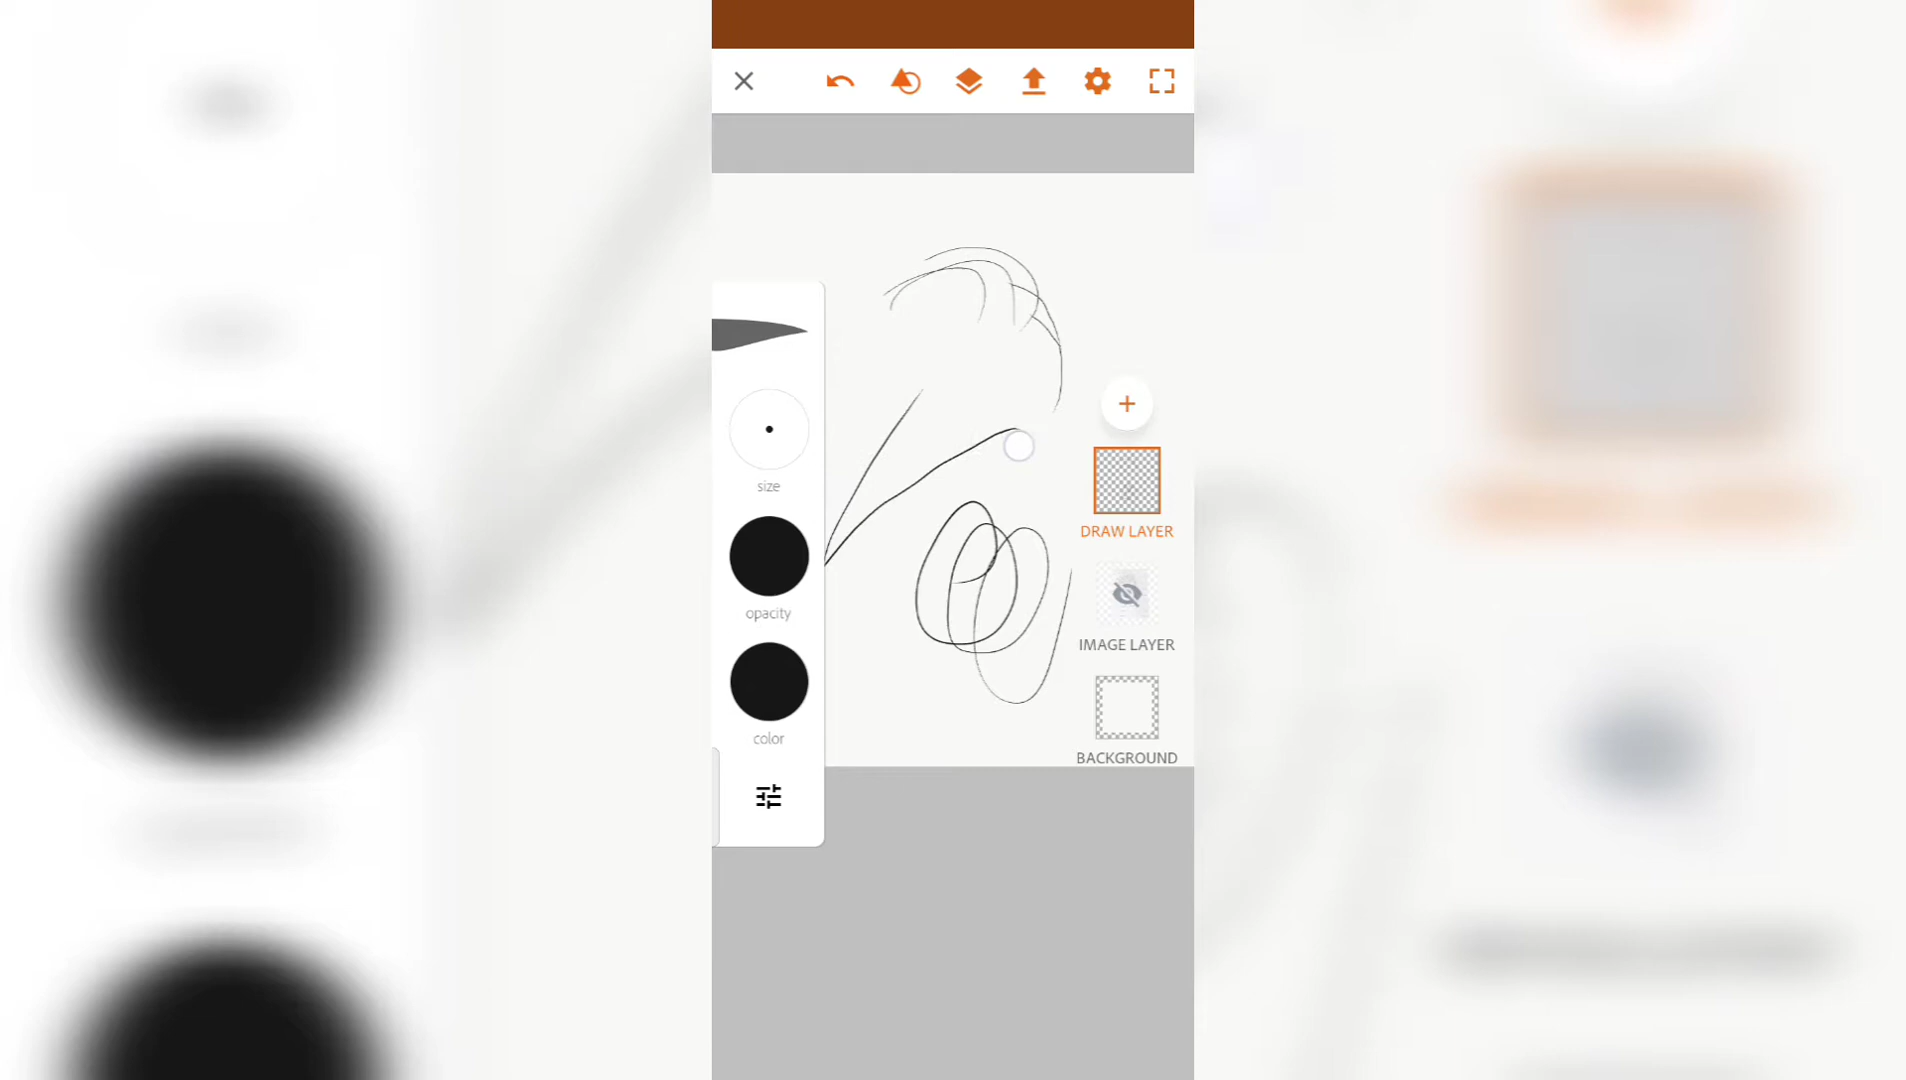 size
opacity
color
DRAW LAYER
IMAGE LAYER
BACKGROUND